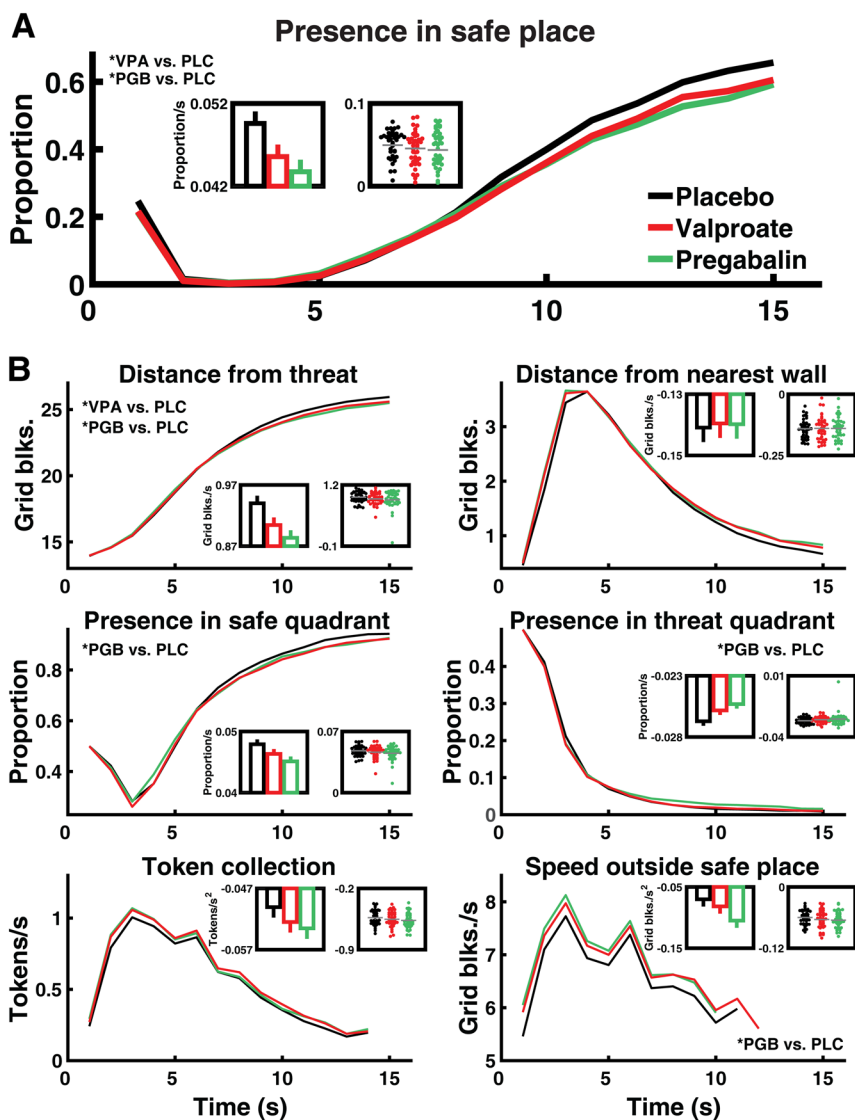 A
Presence in safe place
*VPA vs. PLC
*PGB vs. PLC
Proportion
0.6
0.4
0.2
0
0.052
0.042
Proportion/s
0.1
0
Placebo
Valproate
Pregabalin
0
5
10
15
B
Distance from threat
*VPA vs. PLC
*PGB vs. PLC
Grid blks.
25
20
15
0.97
0.87
Grid blks./s
1.2
-0.1
0
5
10
15
Distance from nearest wall
Grid blks.
3
2
1
-0.13
-0.15
Grid blks./s
0
-0.25
0
5
10
15
Presence in safe quadrant
*PGB vs. PLC
Proportion
0.8
0.6
0.4
0.05
0.04
Proportion/s
0.07
0
0
5
10
15
Presence in threat quadrant
*PGB vs. PLC
Proportion
0.4
0.3
0.2
0.1
0
-0.023
-0.028
Proportion/s
0.01
-0.04
0
5
10
15
Token collection
Tokens/s
1
0.5
0
-0.047
-0.057
Tokens/s²
-0.2
-0.9
0
5
10
15
Time (s)
Speed outside safe place
Grid blks./s
8
7
6
5
-0.05
-0.15
Grid blks./s²
0
-0.12
*PGB vs. PLC
0
5
10
15
Time (s)